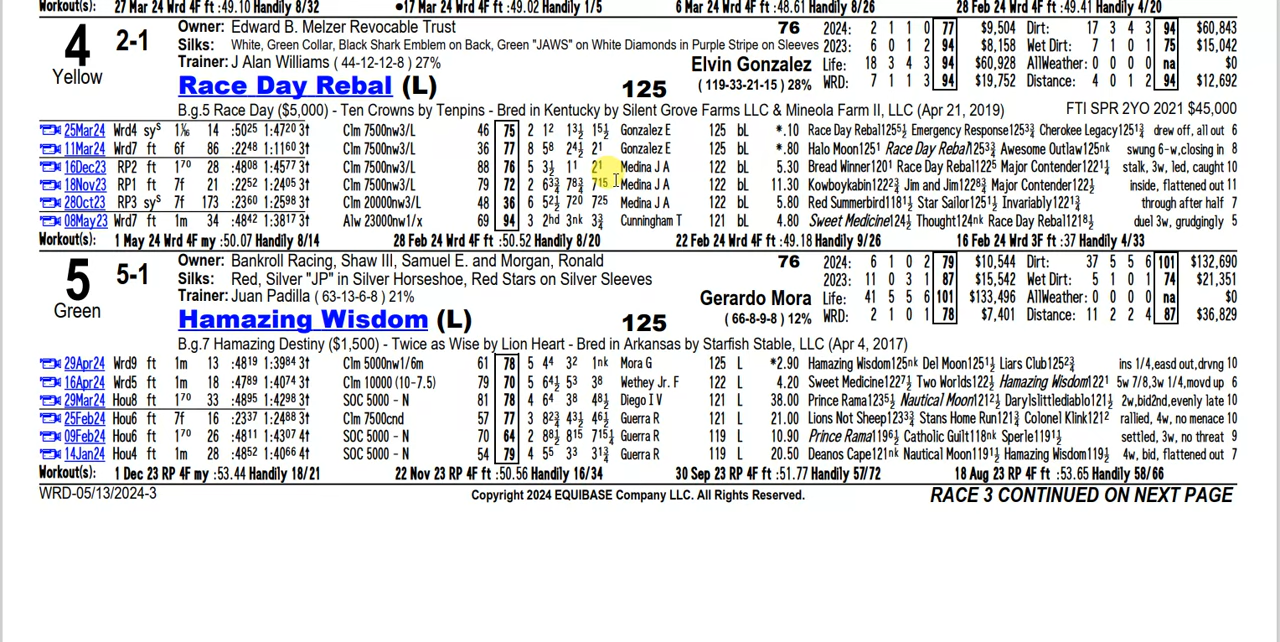 Workout(s): 27 Mar 24 Wrd 4F ft :49.10 Handily 8/32 ●17 Mar 24 Wrd 4F ft :49.02 Handily 1/5 6 Mar 24 Wrd 4F ft :48.61 Handily 8/26 28 Feb 24 Wrd 4F ft :49.41 Handily 4/20
4 2-1 Owner: Edward B. Melzer Revocable Trust 76 2024: 2 1 1 0 77 $9,504 Dirt: 17 3 4 3 94 $60,843
Silks: White, Green Collar, Black Shark Emblem on Back, Green "JAWS" on White Diamonds in Purple Stripe on Sleeves 2023: 6 0 1 2 94 $8,158 Wet Dirt: 7 1 0 1 75 $15,042
Yellow Trainer: J Alan Williams ( 44-12-12-8 ) 27% Elvin Gonzalez Life: 18 3 4 3 94 $60,928 AllWeather: 0 0 0 0 na $0
Race Day Rebal (L) 125 ( 119-33-21-15 ) 28% WRD: 7 1 1 3 94 $19,752 Distance: 4 0 1 2 94 $12,692
B.g.5 Race Day ($5,000) - Ten Crowns by Tenpins - Bred in Kentucky by Silent Grove Farms LLC & Mineola Farm II, LLC (Apr 21, 2019) FTI SPR 2YO 2021 $45,000
25Mar24 Wrd4 syS 1⅛ 14 :5025 1:4720 3↑ Clm 7500nw3/L 46 75 2 1² 13½ 15½ Gonzalez E 125 bL *.10 Race Day Rebal1255½ Emergency Response1253¾ Cherokee Legacy1251¾ drew off, all out 6
11Mar24 Wrd7 ft 6f 86 :2248 1:1160 3↑ Clm 7500nw3/L 36 77 8 5⁸ 24½ 2¹ Gonzalez E 125 bL *.80 Halo Moon1251 Race Day Rebal1253¾ Awesome Outlaw125nk swung 6-w,closing in 8
16Dec23 RP2 ft 1⁷⁰ 28 :4808 1:4577 3↑ Clm 7500nw3/L 88 76 5 3½ 1¹ 2¹ Medina J A 122 bL 5.50 Bread Winner1201 Race Day Rebal1225 Major Contender1221¼ stalk, 3w, led, caught 10
18Nov23 RP1 ft 7f 21 :2252 1:2405 3↑ Clm 7500nw3/L 79 72 2 63¾ 78¾ 7¹⁵ Medina J A 122 bL 11.30 Kowboykabin1222¾ Jim and Jim1228¾ Major Contender122½ inside, flattened out 11
28Oct23 RP3 syS 7f 173 :2360 1:2598 3↑ Clm 20000nw3/L 48 36 6 52½ 7²⁰ 7²⁵ Medina J A 122 bL 5.80 Red Summerbird1181½ Star Sailor1251½ Invariably1221¾ through after half 7
08May23 Wrd7 ft 1m 34 :4842 1:3817 3↑ Alw 23000nw1/x 69 94 3 2hd 3nk 3¾ Cunningham T 121 bL 4.80 Sweet Medicine124½ Thought124nk Race Day Rebal1218½ duel 3w, grudgingly 5
Workout(s): 1 May 24 Wrd 4F my :50.07 Handily 8/14 28 Feb 24 Wrd 4F ft :50.52 Handily 8/20 22 Feb 24 Wrd 4F ft :49.18 Handily 9/26 16 Feb 24 Wrd 3F ft :37 Handily 4/33
5 5-1 Owner: Bankroll Racing, Shaw III, Samuel E. and Morgan, Ronald 76 2024: 6 1 0 2 79 $10,544 Dirt: 37 5 5 6 101 $132,690
Silks: Red, Silver "JP" in Silver Horseshoe, Red Stars on Silver Sleeves 2023: 11 0 3 1 87 $15,542 Wet Dirt: 5 1 0 1 74 $21,351
Green Trainer: Juan Padilla ( 63-13-6-8 ) 21% Gerardo Mora Life: 41 5 5 6 101 $133,496 AllWeather: 0 0 0 0 na $0
Hamazing Wisdom (L) 125 ( 66-8-9-8 ) 12% WRD: 2 1 0 1 78 $7,401 Distance: 11 2 2 4 87 $36,829
B.g.7 Hamazing Destiny ($1,500) - Twice as Wise by Lion Heart - Bred in Arkansas by Starfish Stable, LLC (Apr 4, 2017)
29Apr24 Wrd9 ft 1m 13 :4819 1:3984 3↑ Clm 5000nw1/6m 61 78 5 4⁴ 3² 1nk Mora G 125 L *2.90 Hamazing Wisdom125nk Del Moon1251½ Liars Club1252¾ ins 1/4,easd out,drvng 10
16Apr24 Wrd5 ft 1m 18 :4789 1:4074 3↑ Clm 10000 (10-7.5) 79 70 5 64½ 5³ 3⁸ Wethey Jr. F 122 L 4.20 Sweet Medicine1227½ Two Worlds122½ Hamazing Wisdom1221 5w 7/8,3w 1/4,movd up 6
29Mar24 Hou8 ft 1⁷⁰ 33 :4895 1:4298 3↑ SOC 5000 - N 81 78 4 6⁴ 3⁸ 48½ Diego I V 121 L 38.00 Prince Rama1235½ Nautical Moon1212½ Darylslittlediablo121½ 2w,bid2nd,evenly late 10
25Feb24 Hou6 ft 7f 16 :2337 1:2488 3↑ Clm 7500cnd 57 77 3 82¾ 43½ 46½ Guerra R 121 L 21.00 Lions Not Sheep1233¾ Stans Home Run121¾ Colonel Klink1212 rallied, 4w, no menace 10
09Feb24 Hou6 ft 1⁷⁰ 26 :4811 1:4307 4↑ SOC 5000 - N 70 64 2 88½ 8¹⁵ 715¼ Guerra R 119 L 10.90 Prince Rama1196½ Catholic Guilt118nk Sperle1191½ settled, 3w, no threat 9
14Jan24 Hou4 ft 1m 28 :4852 1:4066 4↑ SOC 5000 - N 54 79 4 5⁵ 3³ 31¾ Guerra R 119 L 20.50 Deanos Cape121nk Nautical Moon1191½ Hamazing Wisdom119½ 4w, bid, flattened out 7
Workout(s): 1 Dec 23 RP 4F my :53.44 Handily 18/21 22 Nov 23 RP 4F ft :50.56 Handily 16/34 30 Sep 23 RP 4F ft :51.77 Handily 57/72 18 Aug 23 RP 4F ft :53.65 Handily 58/66
WRD-05/13/2024-3 Copyright 2024 EQUIBASE Company LLC. All Rights Reserved. RACE 3 CONTINUED ON NEXT PAGE